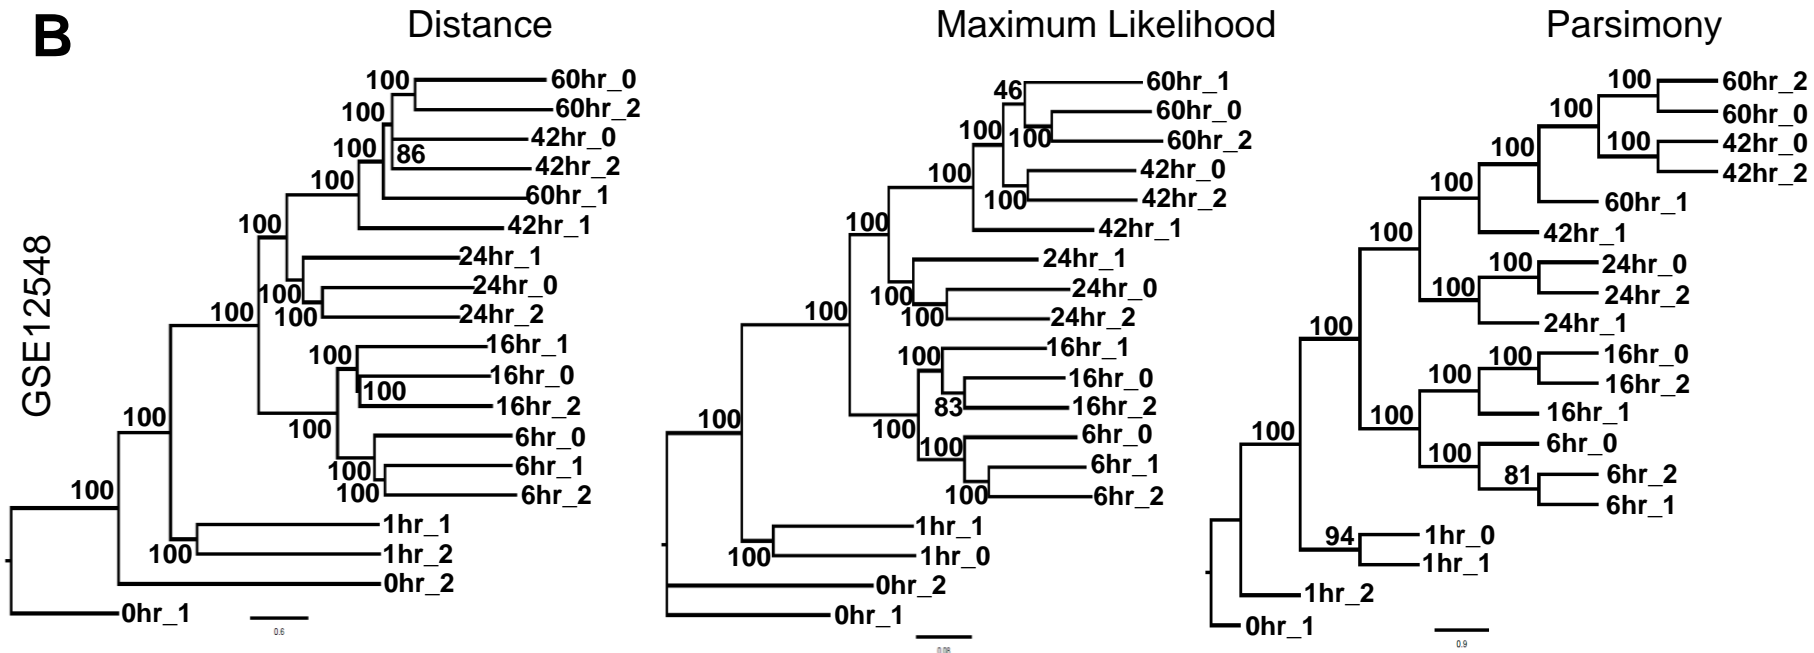 B
GSE12548
Distance
100
60hr_0
60hr_2
100
42hr_0
86
42hr_2
100
60hr_1
100
42hr_1
100
24hr_1
100
24hr_0
100
24hr_2
100
16hr_1
100
16hr_0
100
16hr_2
100
6hr_0
100
6hr_1
100
6hr_2
100
100
1hr_1
100
1hr_2
0hr_2
0hr_1
0.6
Maximum Likelihood
46
60hr_1
60hr_0
100
60hr_2
100
42hr_0
100
42hr_2
100
42hr_1
100
24hr_1
100
24hr_0
100
24hr_2
100
16hr_1
100
16hr_0
83
16hr_2
100
6hr_0
100
6hr_1
100
6hr_2
100
1hr_1
100
1hr_0
0hr_2
0hr_1
0.08
Parsimony
100
60hr_2
60hr_0
100
42hr_0
100
42hr_2
100
60hr_1
100
42hr_1
100
24hr_0
100
24hr_2
100
24hr_1
100
16hr_0
100
16hr_2
100
16hr_1
100
6hr_0
100
6hr_2
81
6hr_1
100
1hr_0
94
1hr_1
1hr_2
0hr_1
0.9